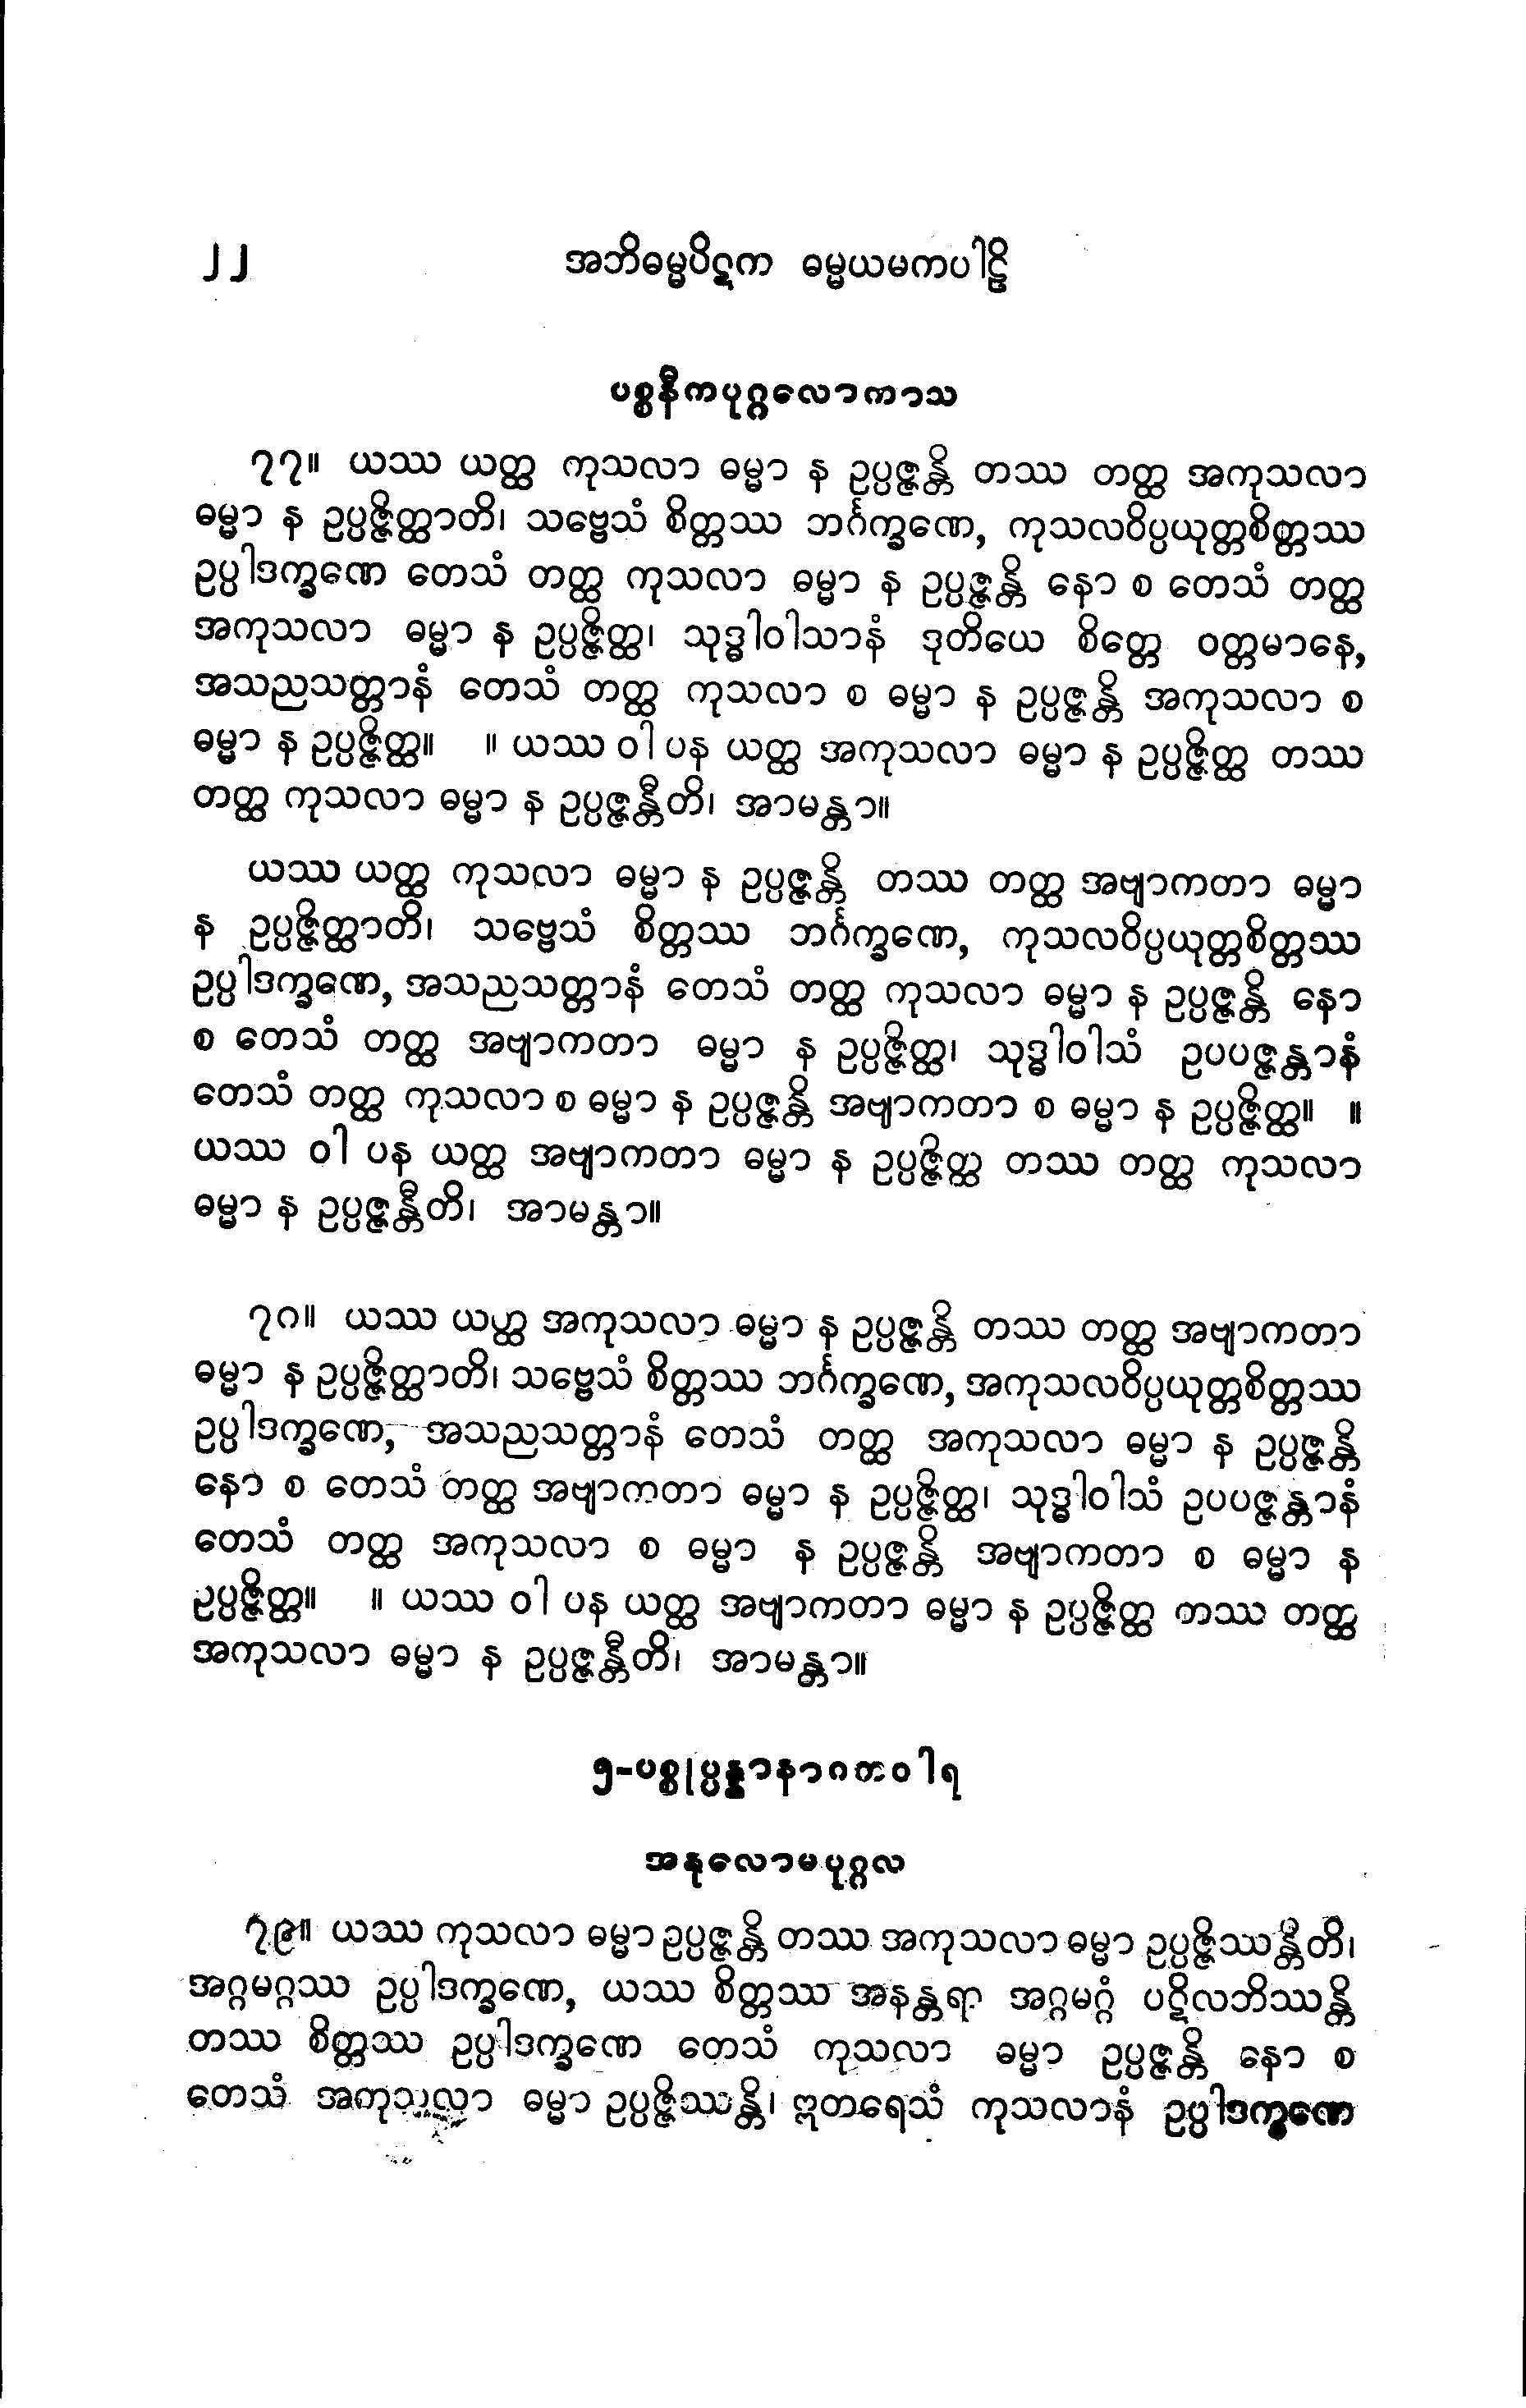 ၂၂ အဘိဓမ္မပိဋက ဓမ္မယမကပါဠိ
ပစ္စနီကပုဂ္ဂလောကာသ
၇၇။ ယဿ ယတ္ထ ကုသလာ ဓမ္မာ န ဥပ္ပဇ္ဇန္တိ တဿ တတ္ထ အကုသလာ
ဓမ္မာ န ဥပ္ပဇ္ဇိတ္ထာတိ၊ သဗ္ဗေသံ စိတ္တဿ ဘင်္ဂက္ခဏေ, ကုသလဝိပ္ပယုတ္တစိတ္တဿ
ဥပ္ပါဒက္ခဏေ တေသံ တတ္ထ ကုသလာ ဓမ္မာ န ဥပ္ပဇ္ဇန္တိ နော စ တေသံ တတ္ထ
အကုသလာ ဓမ္မာ န ဥပ္ပဇ္ဇိတ္ထ၊ သုဒ္ဓါဝါသာနံ ဒုတိယေ စိတ္တေ ဝတ္တမာနေ,
အသညသတ္တာနံ တေသံ တတ္ထ ကုသလာ စ ဓမ္မာ န ဥပ္ပဇ္ဇန္တိ အကုသလာ စ
ဓမ္မာ န ဥပ္ပဇ္ဇိတ္ထ။ ။ ယဿ ဝါ ပန ယတ္ထ အကုသလာ ဓမ္မာ န ဥပ္ပဇ္ဇိတ္ထ တဿ
တတ္ထ ကုသလာ ဓမ္မာ န ဥပ္ပဇ္ဇန္တီတိ၊ အာမန္တာ။
ယဿ ယတ္ထ ကုသလာ ဓမ္မာ န ဥပ္ပဇ္ဇန္တိ တဿ တတ္ထ အဗျာကတာ ဓမ္မာ
န ဥပ္ပဇ္ဇိတ္ထာတိ၊ သဗ္ဗေသံ စိတ္တဿ ဘင်္ဂက္ခဏေ, ကုသလဝိပ္ပယုတ္တစိတ္တဿ
ဥပ္ပါဒက္ခဏေ, အသညသတ္တာနံ တေသံ တတ္ထ ကုသလာ ဓမ္မာ န ဥပ္ပဇ္ဇန္တိ နော
စ တေသံ တတ္ထ အဗျာကတာ ဓမ္မာ န ဥပ္ပဇ္ဇိတ္ထ၊ သုဒ္ဓါဝါသံ ဥပပဇ္ဇန္တာနံ
တေသံ တတ္ထ ကုသလာ စ ဓမ္မာ န ဥပ္ပဇ္ဇန္တိ အဗျာကတာ စ ဓမ္မာ န ဥပ္ပဇ္ဇိတ္ထ။ ။
ယဿ ဝါ ပန ယတ္ထ အဗျာကတာ ဓမ္မာ န ဥပ္ပဇ္ဇိတ္ထ တဿ တတ္ထ ကုသလာ
ဓမ္မာ န ဥပ္ပဇ္ဇန္တီတိ၊ အာမန္တာ။
၇၈။ ယဿ ယတ္ထ အကုသလာ ဓမ္မာ န ဥပ္ပဇ္ဇန္တိ တဿ တတ္ထ အဗျာကတာ
ဓမ္မာ န ဥပ္ပဇ္ဇိတ္ထာတိ၊ သဗ္ဗေသံ စိတ္တဿ ဘင်္ဂက္ခဏေ, အကုသလဝိပ္ပယုတ္တစိတ္တဿ
ဥပ္ပါဒက္ခဏေ, အသညသတ္တာနံ တေသံ တတ္ထ အကုသလာ ဓမ္မာ န ဥပ္ပဇ္ဇန္တိ
နော စ တေသံ တတ္ထ အဗျာကတာ ဓမ္မာ န ဥပ္ပဇ္ဇိတ္ထ၊ သုဒ္ဓါဝါသံ ဥပပဇ္ဇန္တာနံ
တေသံ တတ္ထ အကုသလာ စ ဓမ္မာ န ဥပ္ပဇ္ဇန္တိ အဗျာကတာ စ ဓမ္မာ န
ဥပ္ပဇ္ဇိတ္ထ။ ။ ယဿ ဝါ ပန ယတ္ထ အဗျာကတာ ဓမ္မာ န ဥပ္ပဇ္ဇိတ္ထ တဿ တတ္ထ
အကုသလာ ဓမ္မာ န ဥပ္ပဇ္ဇန္တီတိ၊ အာမန္တာ။
၅-ပစ္စုပ္ပန္နာနာဂတဝါရ
အနုလောမပုဂ္ဂလ
၇၉။ ယဿ ကုသလာ ဓမ္မာ ဥပ္ပဇ္ဇန္တိ တဿ အကုသလာ ဓမ္မာ ဥပ္ပဇ္ဇိဿန္တီတိ၊
အဂ္ဂမဂ္ဂဿ ဥပ္ပါဒက္ခဏေ, ယဿ စိတ္တဿ အနန္တရာ အဂ္ဂမဂ္ဂံ ပဋိလဘိဿန္တိ
တဿ စိတ္တဿ ဥပ္ပါဒက္ခဏေ တေသံ ကုသလာ ဓမ္မာ ဥပ္ပဇ္ဇန္တိ နော စ
တေသံ အကုသလာ ဓမ္မာ ဥပ္ပဇ္ဇိဿန္တိ၊ ဣတရေသံ ကုသလာနံ ဥပ္ပါဒက္ခဏေ